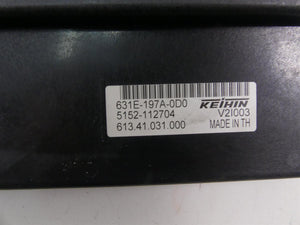 631E-197A-0D0 KEIHIN
5152-112704 V2I003
613.41.031.000 MADE IN TH